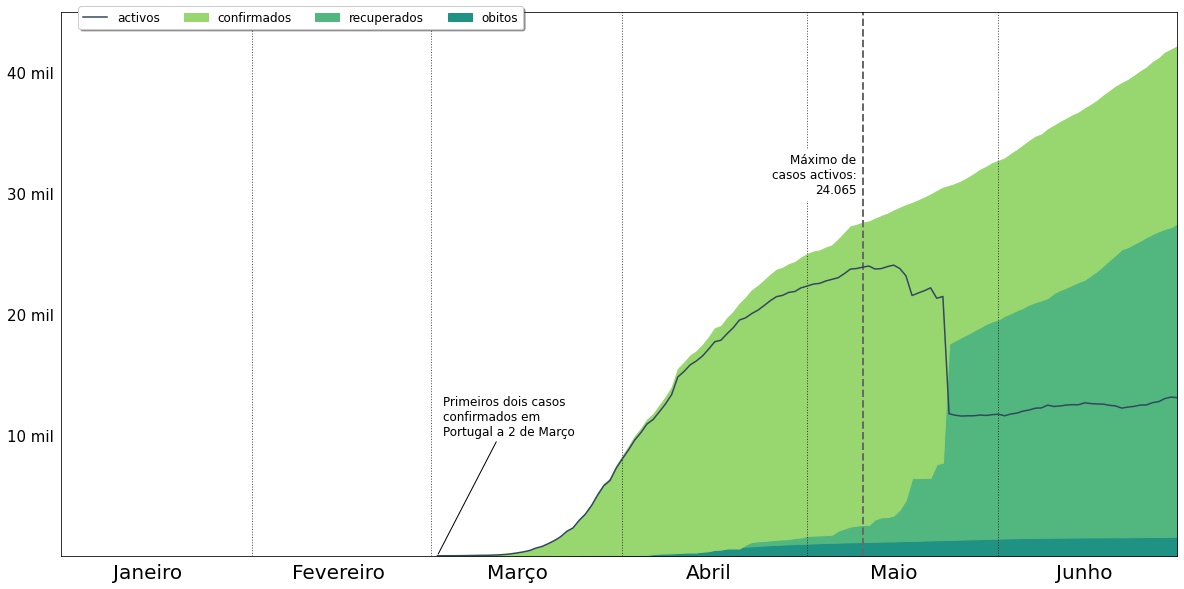 activos
confirmados
recuperados
obitos
40 mil
30 mil
20 mil
10 mil
Máximo de
casos activos:
24.065
Primeiros dois casos
confirmados em
Portugal a 2 de Março
Janeiro
Fevereiro
Março
Abril
Maio
Junho